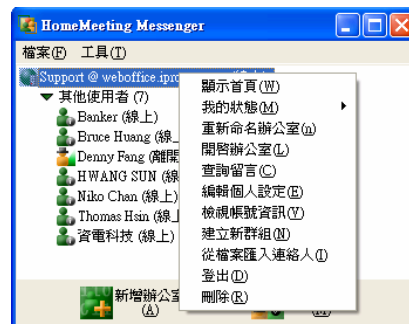 HomeMeeting Messenger
檔案(F) 工具(T)
Support @ weboffice.ipro
其他使用者 (7)
Banker (線上)
Bruce Huang (線
Denny Fang (離開
HWANG SUN (線
Niko Chan (線上)
Thomas Hsin (線上
資電科技 (線上)
顯示首頁(W)
我的狀態(M)
重新命名辦公室(n)
開啓辦公室(L)
查詢留言(C)
編輯個人設定(E)
檢視帳號資訊(V)
建立新群組(N)
從檔案匯入連絡人(I)
登出(D)
刪除(R)
新增辦公室
(A)